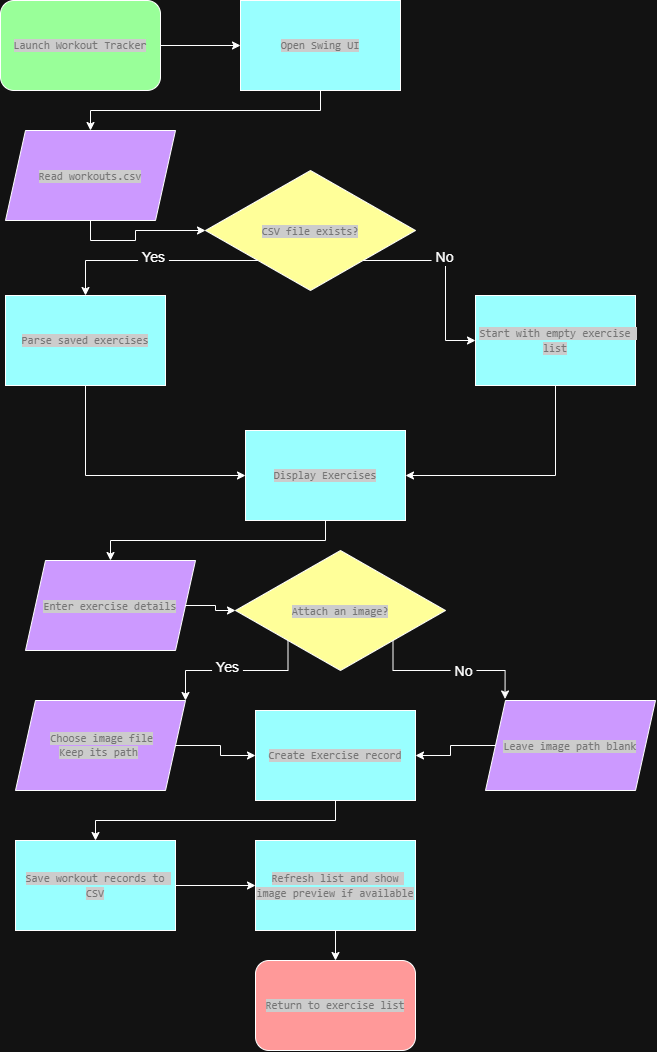 Launch Workout Tracker
Open Swing UI
Read workouts.csv
CSV file exists?
Yes
No
Parse saved exercises
Start with empty exercise
list
Display Exercises
Enter exercise details
Attach an image?
Yes
No
Choose image file
Keep its path
Create Exercise record
Leave image path blank
Save workout records to
CSV
Refresh list and show
image preview if available
Return to exercise list